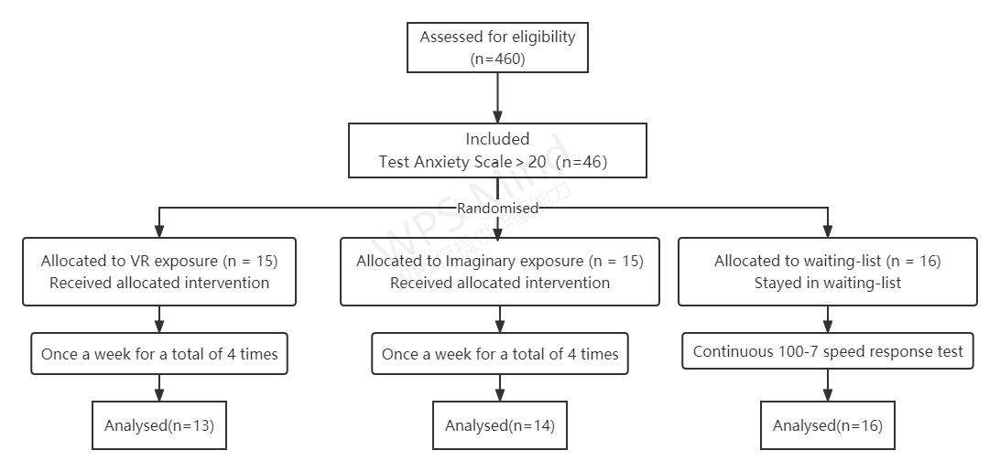 Assessed for eligibility
(n=460)
Included
Test Anxiety Scale＞20（n=46）
Randomised
Allocated to VR exposure (n = 15)
Received allocated intervention
Allocated to Imaginary exposure (n = 15)
Received allocated intervention
Allocated to waiting-list (n = 16)
Stayed in waiting-list
Once a week for a total of 4 times
Once a week for a total of 4 times
Continuous 100-7 speed response test
Analysed(n=13)
Analysed(n=14)
Analysed(n=16)
WPS Mind